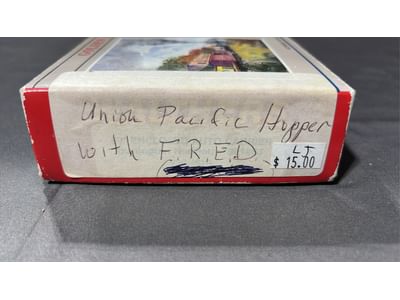 Union Pacific Hopper
with F.R.E.D.
LT
$ 15.00